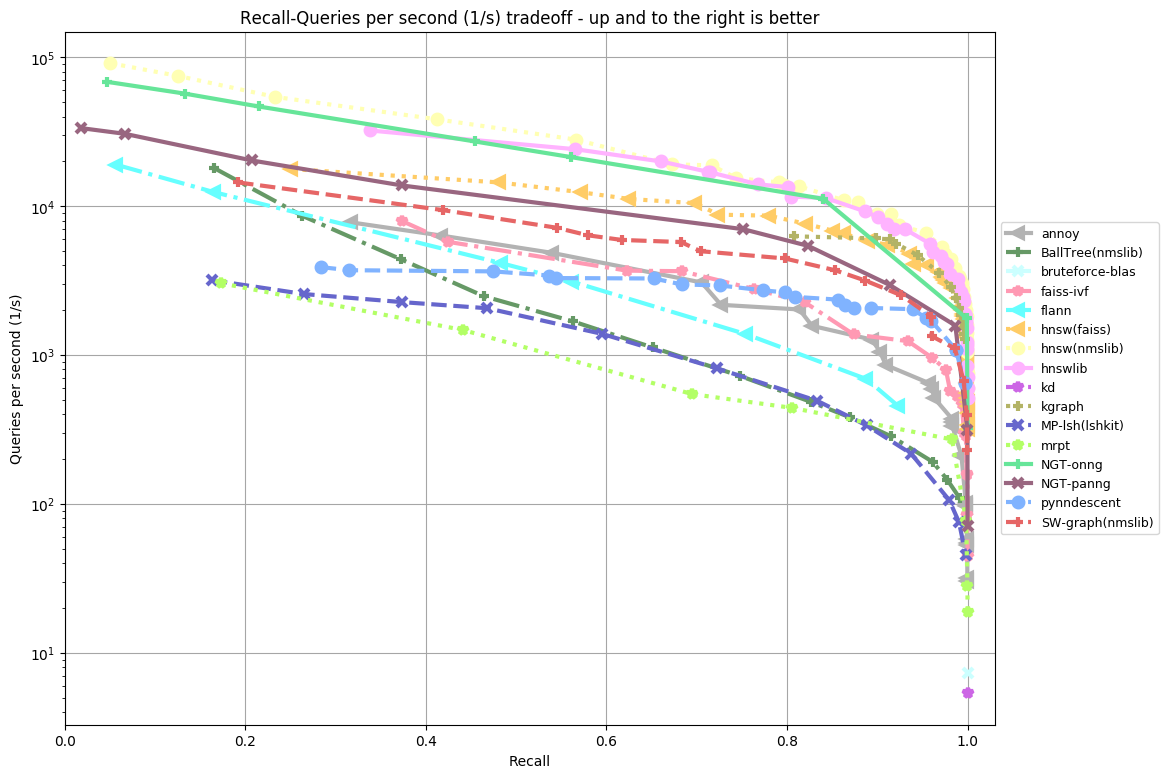 Recall-Queries per second (1/s) tradeoff - up and to the right is better
Queries per second (1/s)
10^5
10^4
10^3
10^2
10^1
0.0
0.2
0.4
0.6
0.8
1.0
Recall
annoy
BallTree(nmslib)
bruteforce-blas
faiss-ivf
flann
hnsw(faiss)
hnsw(nmslib)
hnswlib
kd
kgraph
MP-lsh(lshkit)
mrpt
NGT-onng
NGT-panng
pynndescent
SW-graph(nmslib)